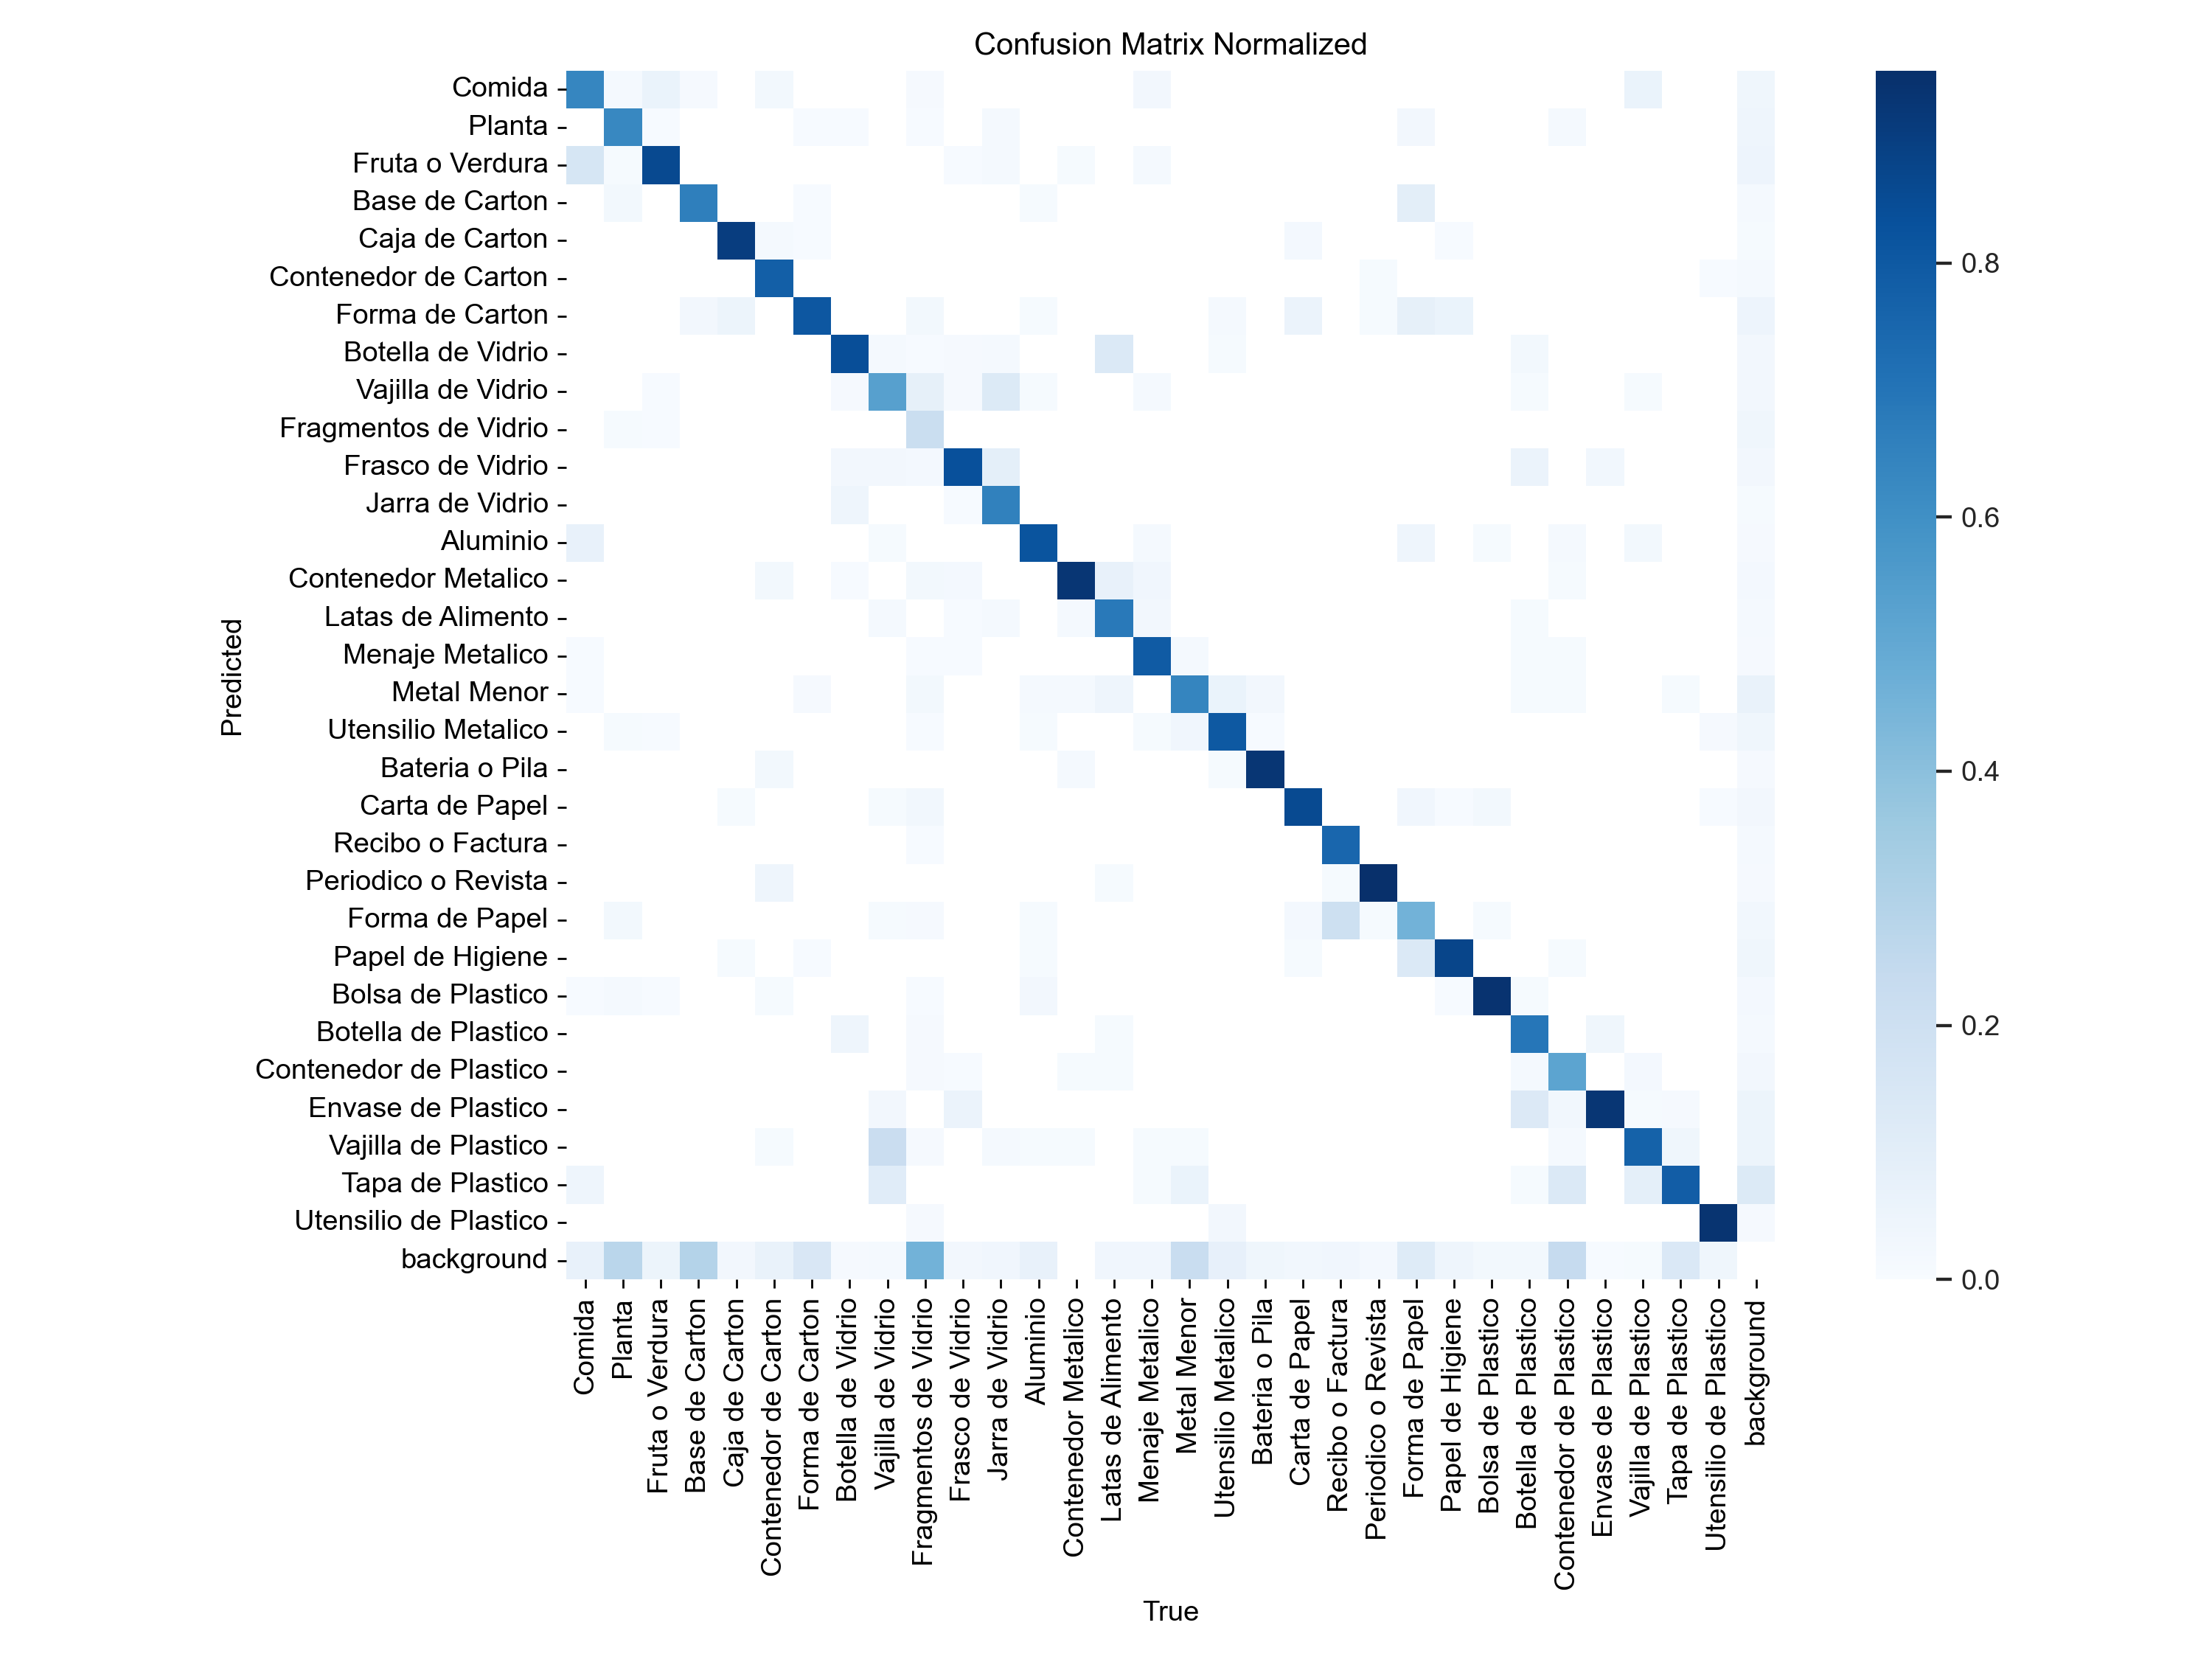 Confusion Matrix Normalized
Comida
Planta
Fruta o Verdura
Base de Carton
Caja de Carton
Contenedor de Carton
Forma de Carton
Botella de Vidrio
Vajilla de Vidrio
Fragmentos de Vidrio
Frasco de Vidrio
Jarra de Vidrio
Aluminio
Contenedor Metalico
Latas de Alimento
Menaje Metalico
Metal Menor
Utensilio Metalico
Bateria o Pila
Carta de Papel
Recibo o Factura
Periodico o Revista
Forma de Papel
Papel de Higiene
Bolsa de Plastico
Botella de Plastico
Contenedor de Plastico
Envase de Plastico
Vajilla de Plastico
Tapa de Plastico
Utensilio de Plastico
background
Predicted
Comida
Planta
Fruta o Verdura
Base de Carton
Caja de Carton
Contenedor de Carton
Forma de Carton
Botella de Vidrio
Vajilla de Vidrio
Fragmentos de Vidrio
Frasco de Vidrio
Jarra de Vidrio
Aluminio
Contenedor Metalico
Latas de Alimento
Menaje Metalico
Metal Menor
Utensilio Metalico
Bateria o Pila
Carta de Papel
Recibo o Factura
Periodico o Revista
Forma de Papel
Papel de Higiene
Bolsa de Plastico
Botella de Plastico
Contenedor de Plastico
Envase de Plastico
Vajilla de Plastico
Tapa de Plastico
Utensilio de Plastico
background
True
0.8
0.6
0.4
0.2
0.0